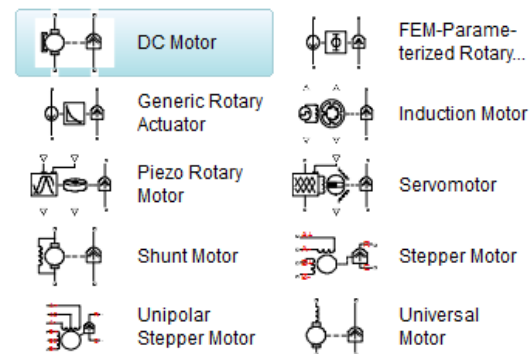 DC Motor
FEM-Parame-
terized Rotary...
Generic Rotary
Actuator
Induction Motor
Piezo Rotary
Motor
Servomotor
Shunt Motor
Stepper Motor
Unipolar
Stepper Motor
Universal
Motor